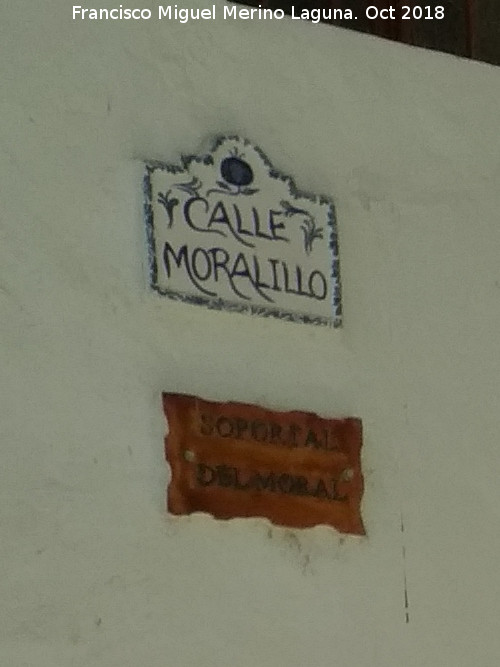 Francisco Miguel Merino Laguna. Oct 2018
CALLE
MORALILLO
SOPORTAL
DEL MORAL